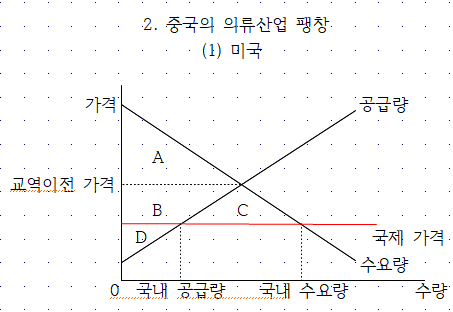 2. 중국의 의류산업 팽창
(1) 미국
가격
공급량
A
교역이전 가격
B
C
D
국제 가격
수요량
0 국내 공급량 국내 수요량 수량